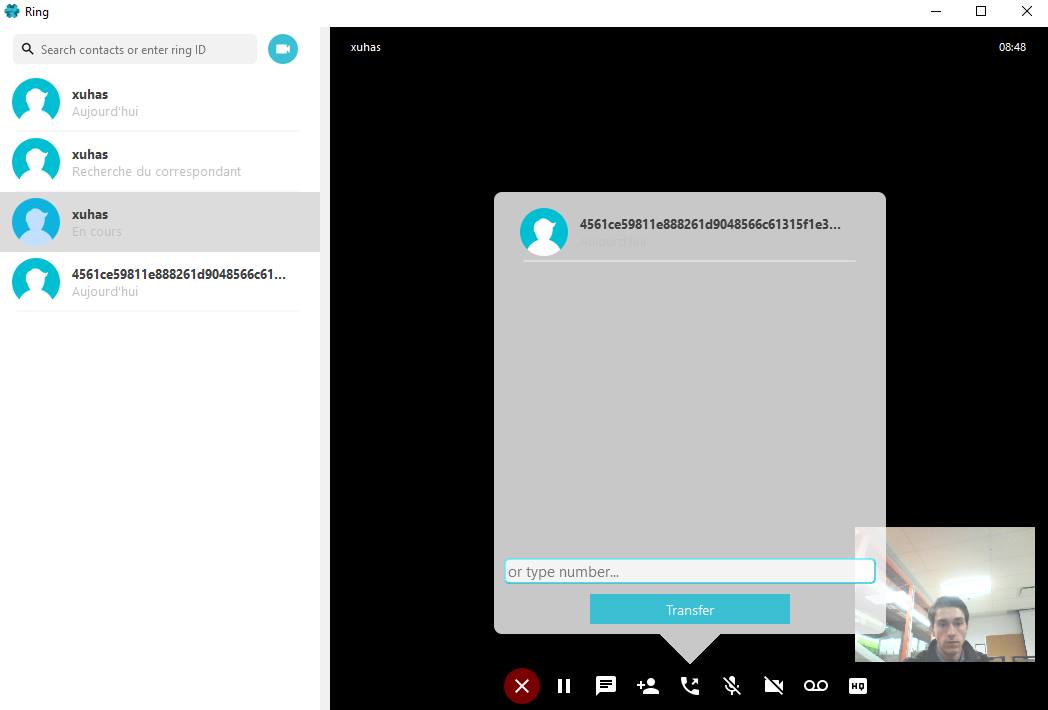 Ring
Search contacts or enter ring ID
xuhas
Aujourd'hui
xuhas
Recherche du correspondant
xuhas
En cours
4561ce59811e888261d9048566c61...
Aujourd'hui
xuhas
08:48
4561ce59811e888261d9048566c61315f1e3...
Aujourd'hui
or type number...
Transfer
HQ